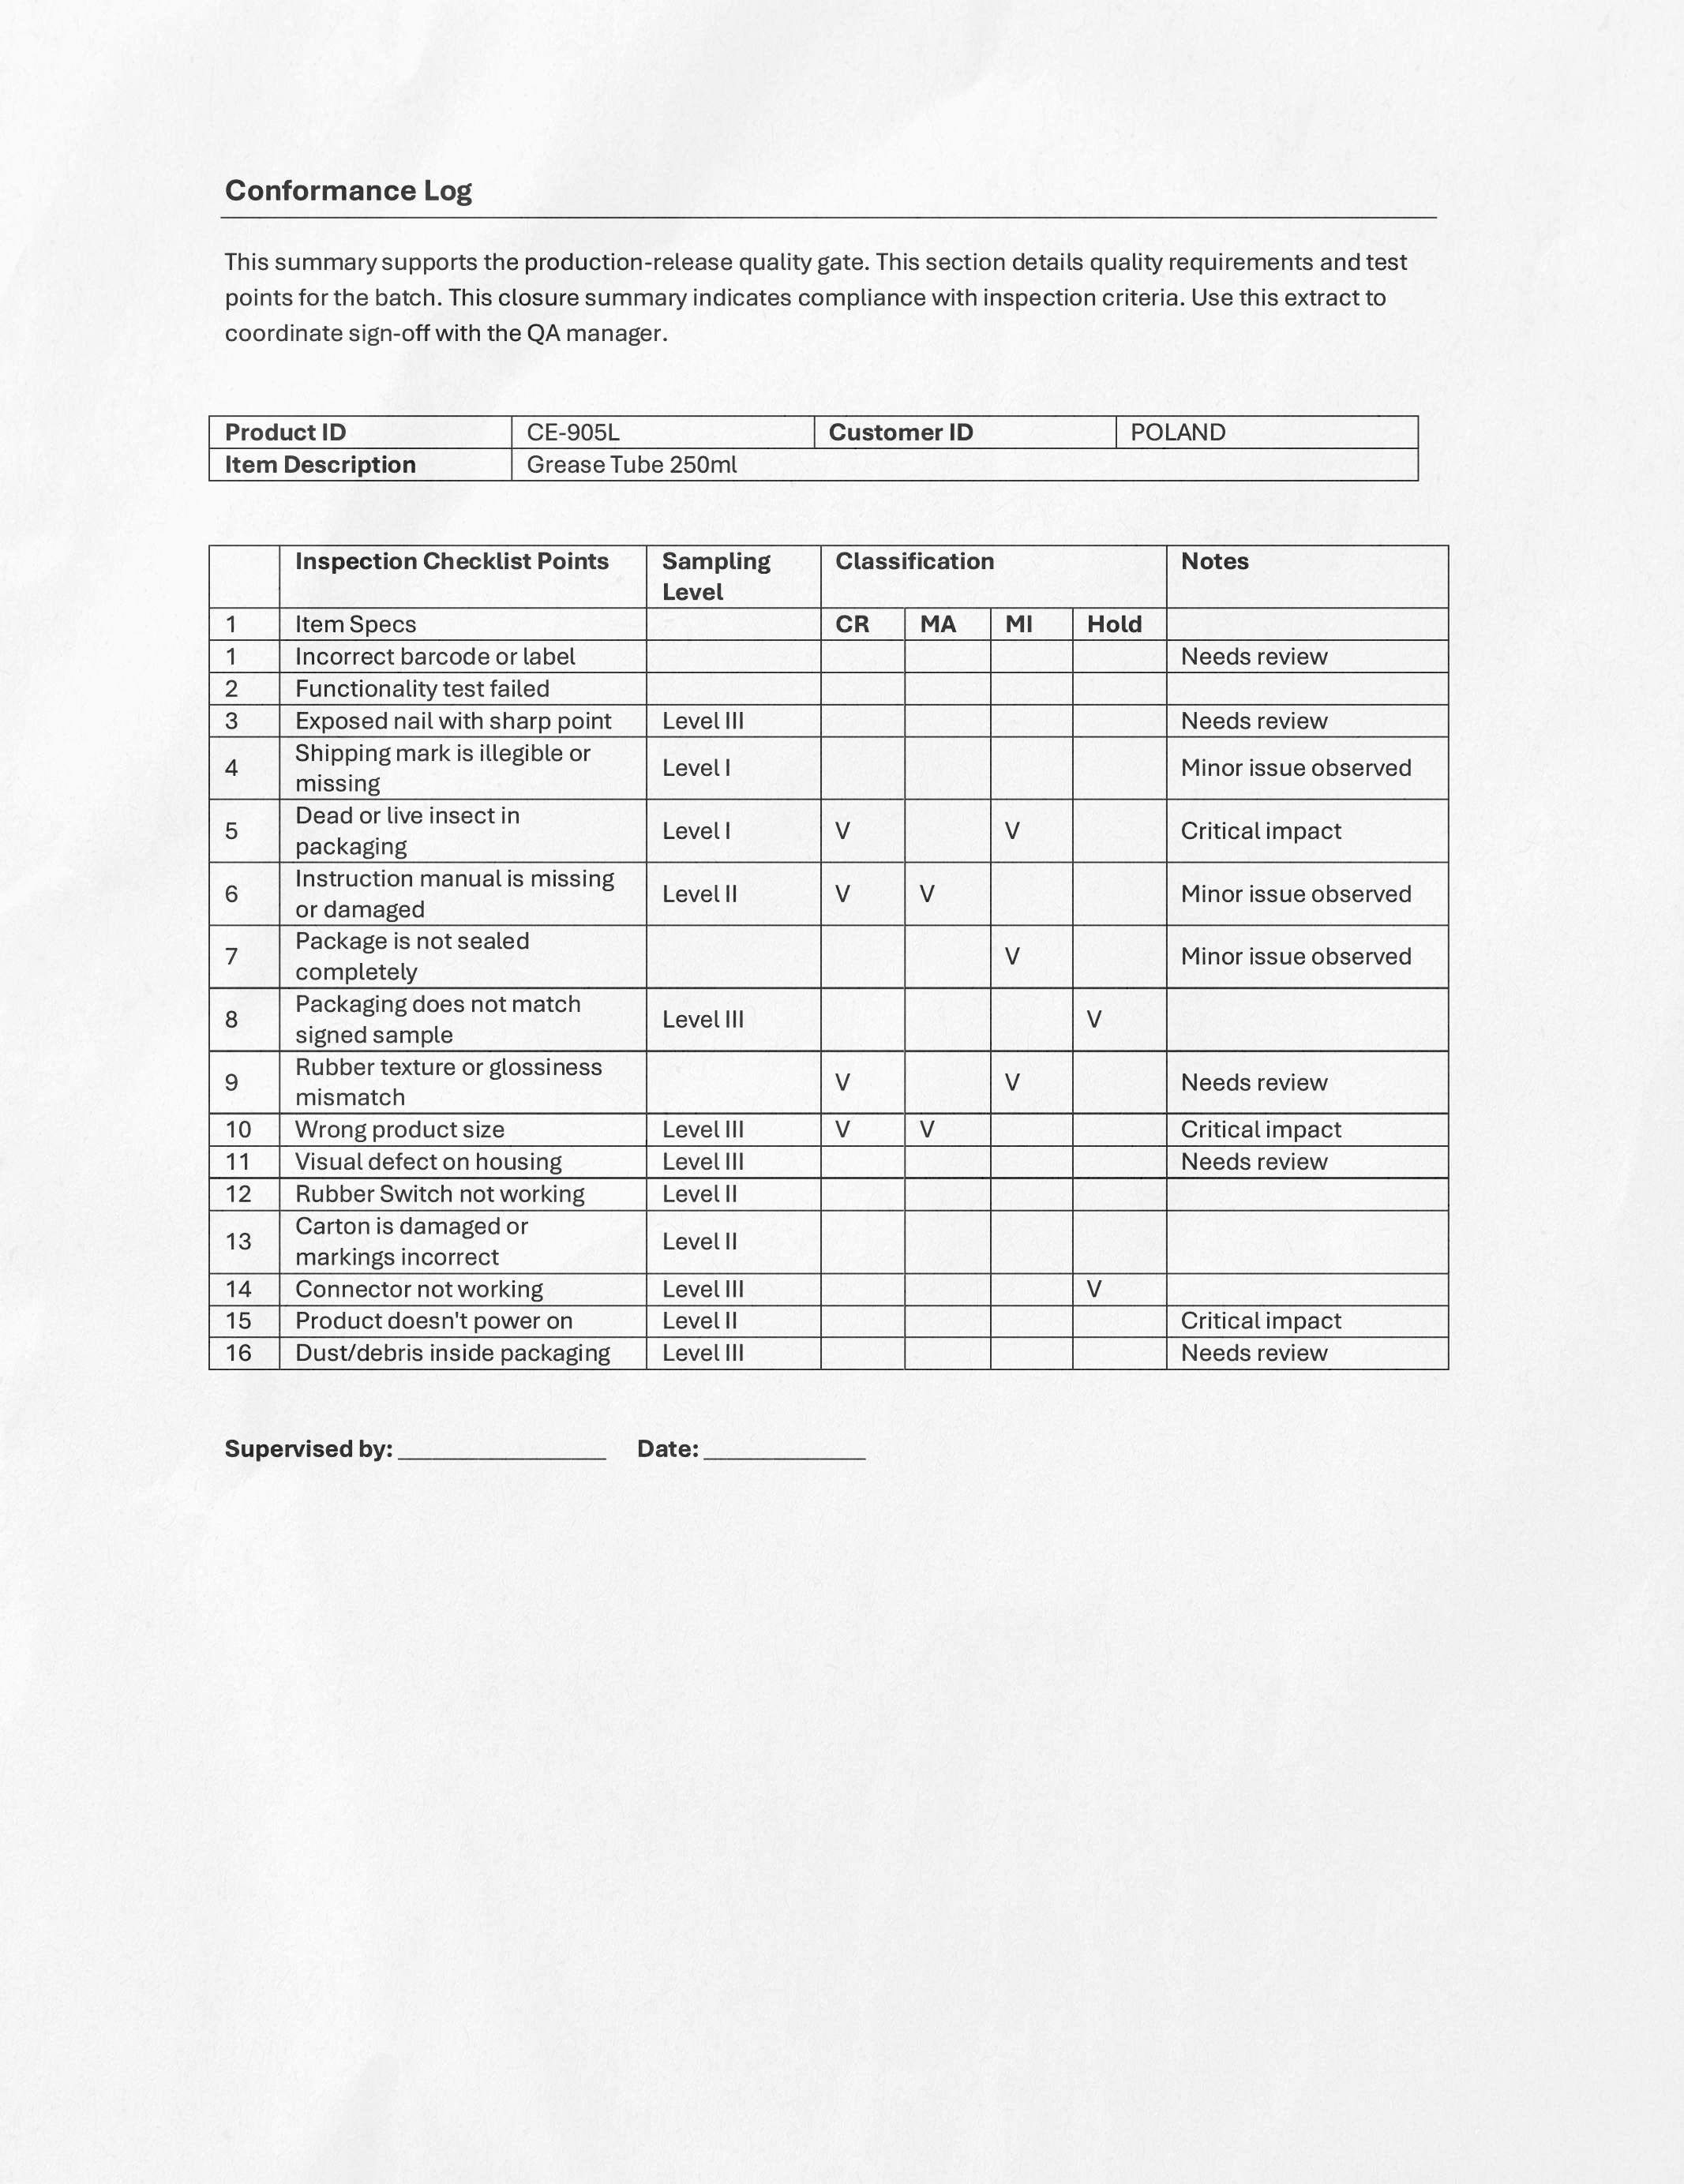 Conformance Log
This summary supports the production-release quality gate. This section details quality requirements and test
points for the batch. This closure summary indicates compliance with inspection criteria. Use this extract to
coordinate sign-off with the QA manager.
Product ID CE-905L Customer ID POLAND
Item Description Grease Tube 250ml
Inspection Checklist Points Sampling Level Classification Notes
1 Item Specs CR MA MI Hold
1 Incorrect barcode or label Needs review
2 Functionality test failed
3 Exposed nail with sharp point Level III Needs review
4 Shipping mark is illegible or missing Level I Minor issue observed
5 Dead or live insect in packaging Level I V V Critical impact
6 Instruction manual is missing or damaged Level II V V Minor issue observed
7 Package is not sealed completely V Minor issue observed
8 Packaging does not match signed sample Level III V
9 Rubber texture or glossiness mismatch V V Needs review
10 Wrong product size Level III V V Critical impact
11 Visual defect on housing Level III Needs review
12 Rubber Switch not working Level II
13 Carton is damaged or markings incorrect Level II
14 Connector not working Level III V
15 Product doesn't power on Level II Critical impact
16 Dust/debris inside packaging Level III Needs review
Supervised by: ________________ Date: ____________